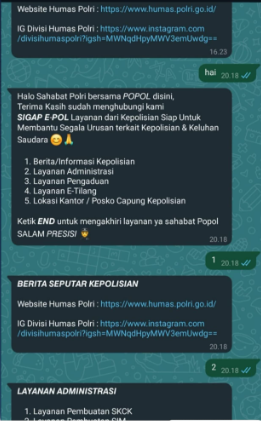 Website Humas Polri : https://www.humas.polri.go.id/
IG Divisi Humas Polri : https://www.instagram.com
/divisihumaspolri?igsh=MWNqdHpyMWV3emUwdg==
16.23
hai 20.18
Halo Sahabat Polri bersama POPOL disini,
Terima Kasih sudah menghubungi kami
SIGAP E-POL Layanan dari Kepolisian Siap Untuk
Membantu Segala Urusan terkait Kepolisian & Keluhan
Saudara 😊🙏
1. Berita/Informasi Kepolisian
2. Layanan Administrasi
3. Layanan Pengaduan
4. Layanan E-Tilang
5. Lokasi Kantor / Posko Capung Kepolisian
Ketik END untuk mengakhiri layanan ya sahabat Popol
SALAM PRESISI
20.18
1 20.18
BERITA SEPUTAR KEPOLISIAN
Website Humas Polri : https://www.humas.polri.go.id/
IG Divisi Humas Polri : https://www.instagram.com
/divisihumaspolri?igsh=MWNqdHpyMWV3emUwdg==
20.18
2 20.18
LAYANAN ADMINISTRASI
1. Layanan Pembuatan SKCK
2. Layanan Pembuatan SIM